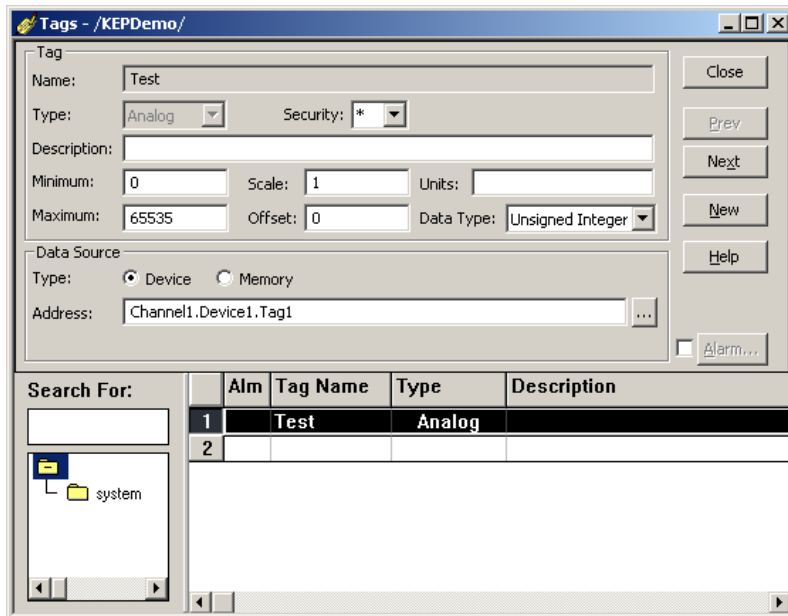 Tags - /KEPDemo/
Tag
Name: Test
Close
Type: Analog Security: *
Prev
Description:
Next
Minimum: 0 Scale: 1 Units:
Maximum: 65535 Offset: 0 Data Type: Unsigned Integer
New
Data Source
Help
Type: Device Memory
Address: Channel1.Device1.Tag1 ...
Alarm...
Search For:
system
Alm Tag Name Type Description
1 Test Analog
2